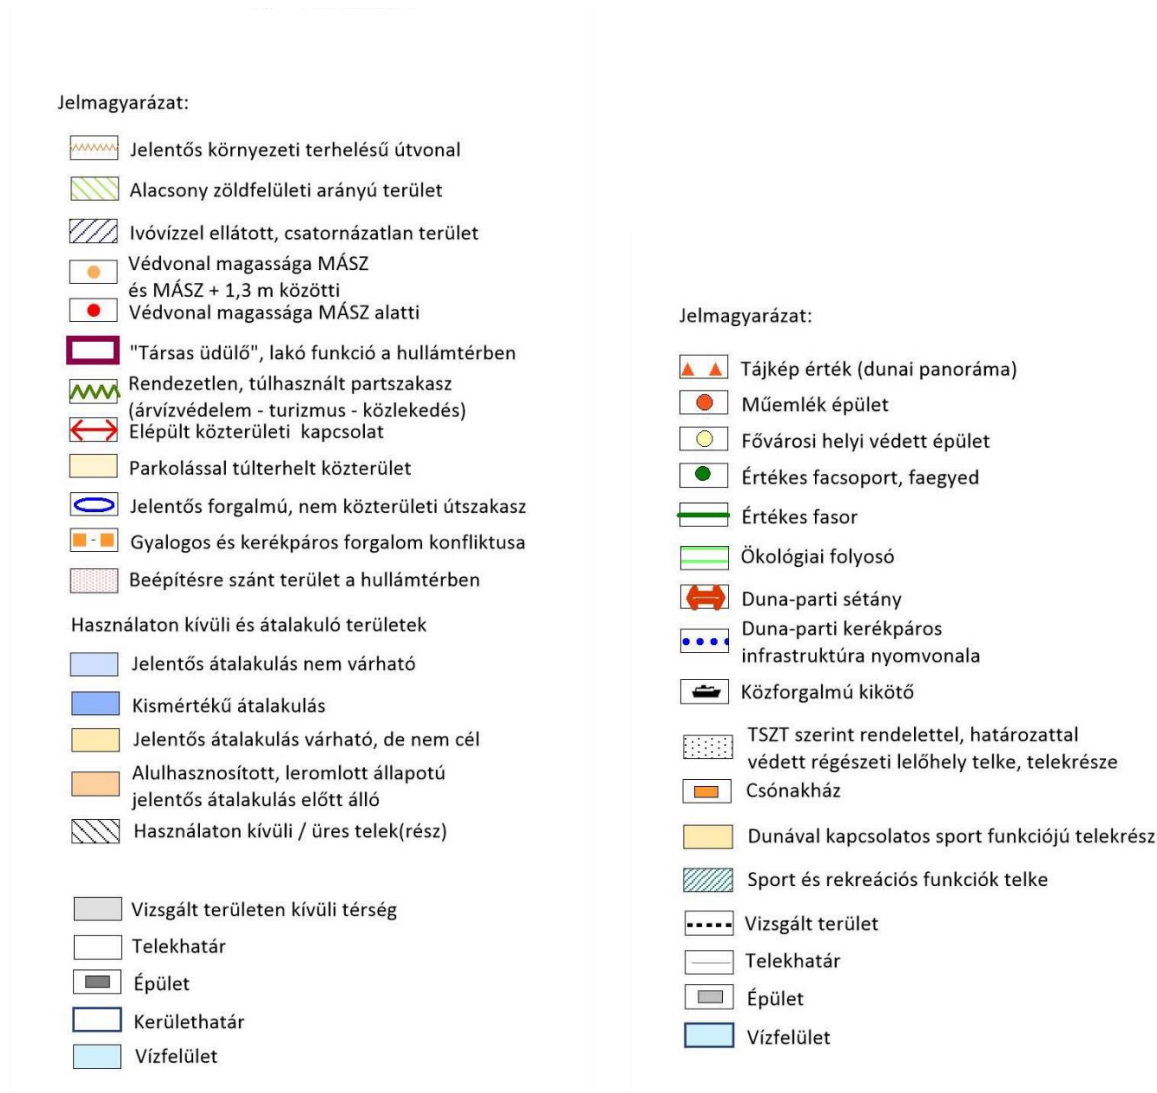 Jelmagyarázat:
Jelentős környezeti terhelésű útvonal
Alacsony zöldfelületi arányú terület
Ivóvízzel ellátott, csatornázatlan terület
Védvonal magassága MÁSZ
és MÁSZ + 1,3 m közötti
Védvonal magassága MÁSZ alatti
"Társas üdülő", lakó funkció a hullámtérben
Rendezetlen, túlhasznált partszakasz
(árvízvédelem - turizmus - közlekedés)
Elépült közterületi kapcsolat
Parkolással túlterhelt közterület
Jelentős forgalmú, nem közterületi útszakasz
Gyalogos és kerékpáros forgalom konfliktusa
Beépítésre szánt terület a hullámtérben
Használaton kívüli és átalakuló területek
Jelentős átalakulás nem várható
Kismértékű átalakulás
Jelentős átalakulás várható, de nem cél
Alulhasznosított, leromlott állapotú
jelentős átalakulás előtt álló
Használaton kívüli / üres telek(rész)
Vizsgált területen kívüli térség
Telekhatár
Épület
Kerülethatár
Vízfelület
Jelmagyarázat:
Tájkép érték (dunai panoráma)
Műemlék épület
Fővárosi helyi védett épület
Értékes facsoport, faegyed
Értékes fasor
Ökológiai folyosó
Duna-parti sétány
Duna-parti kerékpáros
infrastruktúra nyomvonala
Közforgalmú kikötő
TSZT szerint rendelettel, határozattal
védett régészeti lelőhely telke, telekrésze
Csónakház
Dunával kapcsolatos sport funkciójú telekrész
Sport és rekreációs funkciók telke
Vizsgált terület
Telekhatár
Épület
Vízfelület